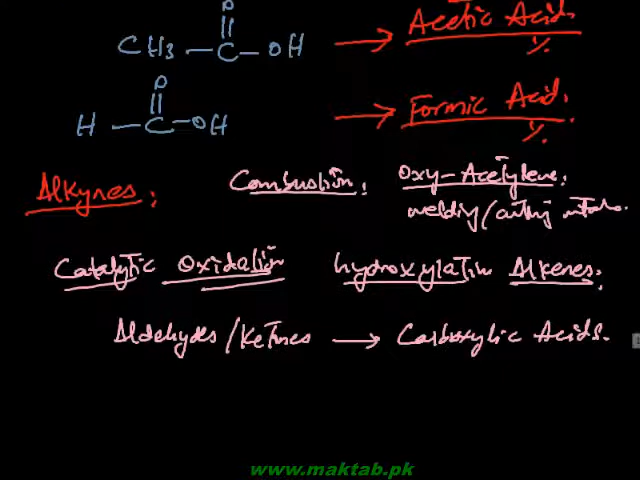 O
CH3 — C — OH → Acetic Acid.
O
H — C — OH → Formic Acid.
Alkynes: Combustion: Oxy-Acetylene:
welding/cutting metals.
Catalytic Oxidation hydroxylation Alkenes:
Aldehydes/Ketones → Carboxylic Acids.
www.maktab.pk